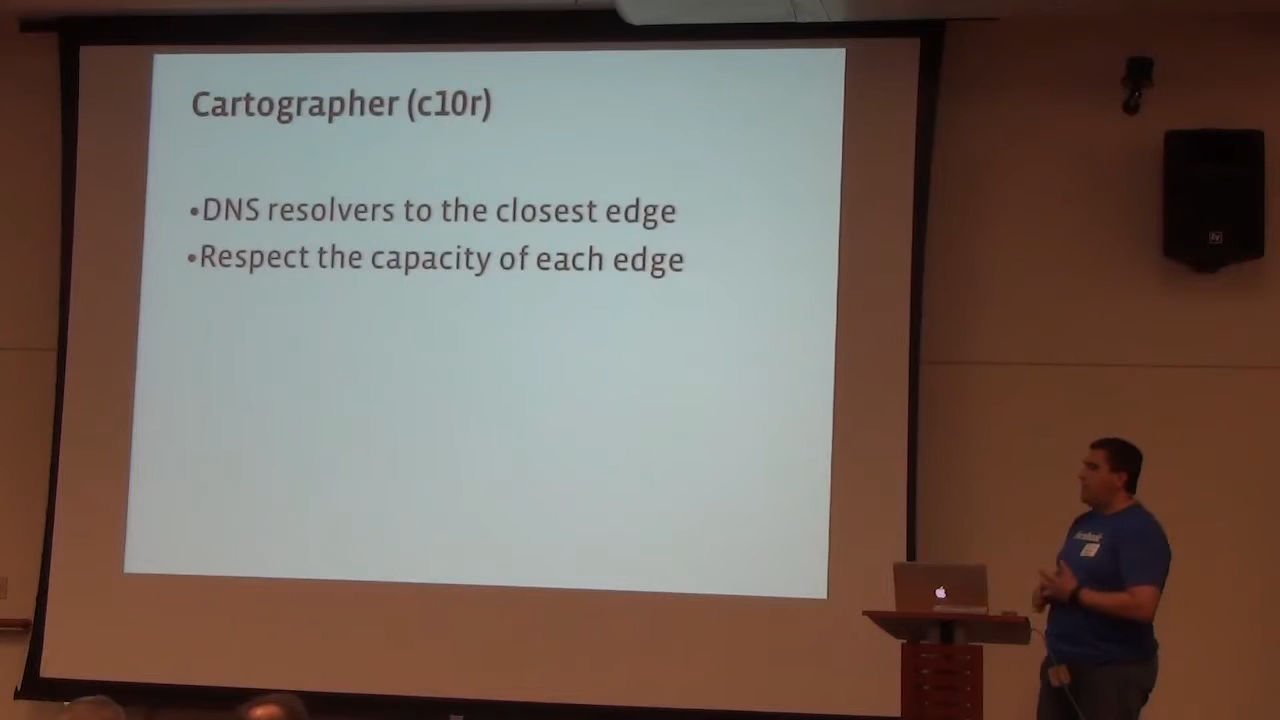 Cartographer (c10r)
•DNS resolvers to the closest edge
•Respect the capacity of each edge